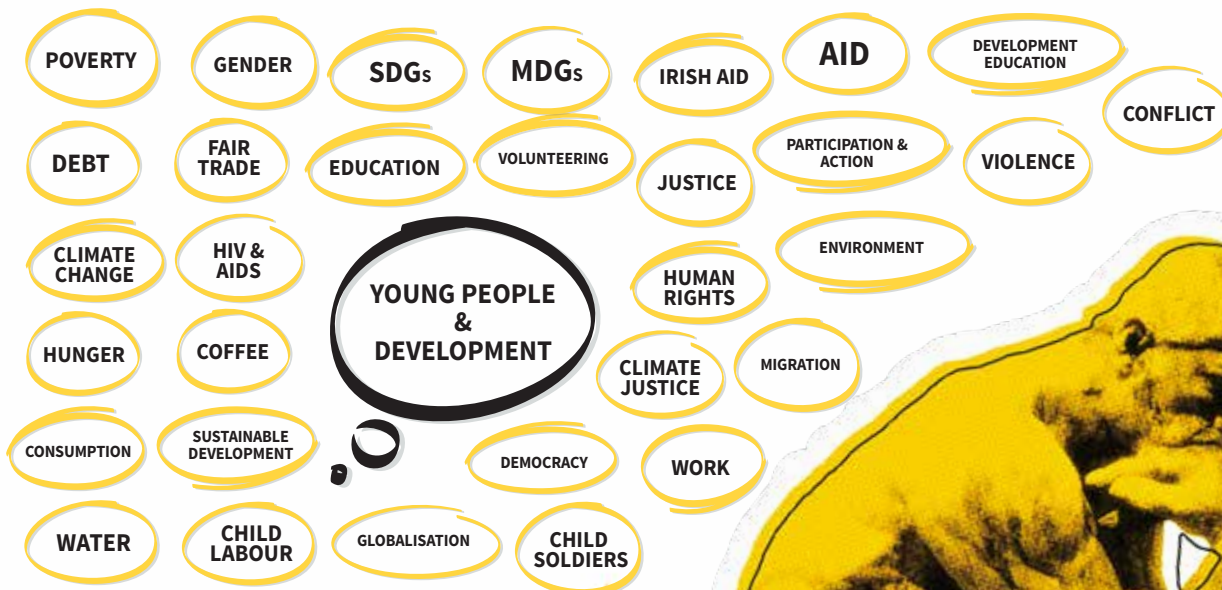 POVERTY
GENDER
SDGs
MDGs
IRISH AID
AID
DEVELOPMENT
EDUCATION
CONFLICT
DEBT
FAIR
TRADE
EDUCATION
VOLUNTEERING
JUSTICE
PARTICIPATION &
ACTION
VIOLENCE
CLIMATE
CHANGE
HIV &
AIDS
YOUNG PEOPLE
&
DEVELOPMENT
HUMAN
RIGHTS
ENVIRONMENT
HUNGER
COFFEE
CLIMATE
JUSTICE
MIGRATION
CONSUMPTION
SUSTAINABLE
DEVELOPMENT
DEMOCRACY
WORK
WATER
CHILD
LABOUR
GLOBALISATION
CHILD
SOLDIERS